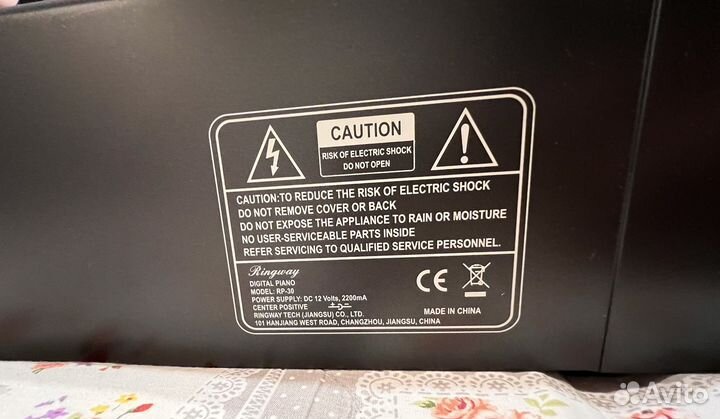 CAUTION
RISK OF ELECTRIC SHOCK
DO NOT OPEN
CAUTION:TO REDUCE THE RISK OF ELECTRIC SHOCK
DO NOT REMOVE COVER OR BACK
DO NOT EXPOSE THE APPLIANCE TO RAIN OR MOISTURE
NO USER-SERVICEABLE PARTS INSIDE
REFER SERVICING TO QUALIFIED SERVICE PERSONNEL.
Ringway
DIGITAL PIANO
MODEL: RP-30
POWER SUPPLY: DC 12 Volts, 2200mA
CENTER POSITIVE
RINGWAY TECH (JIANGSU) CO., LTD.
101 HANJIANG WEST ROAD, CHANGZHOU, JIANGSU, CHINA
CE
MADE IN CHINA
Avito